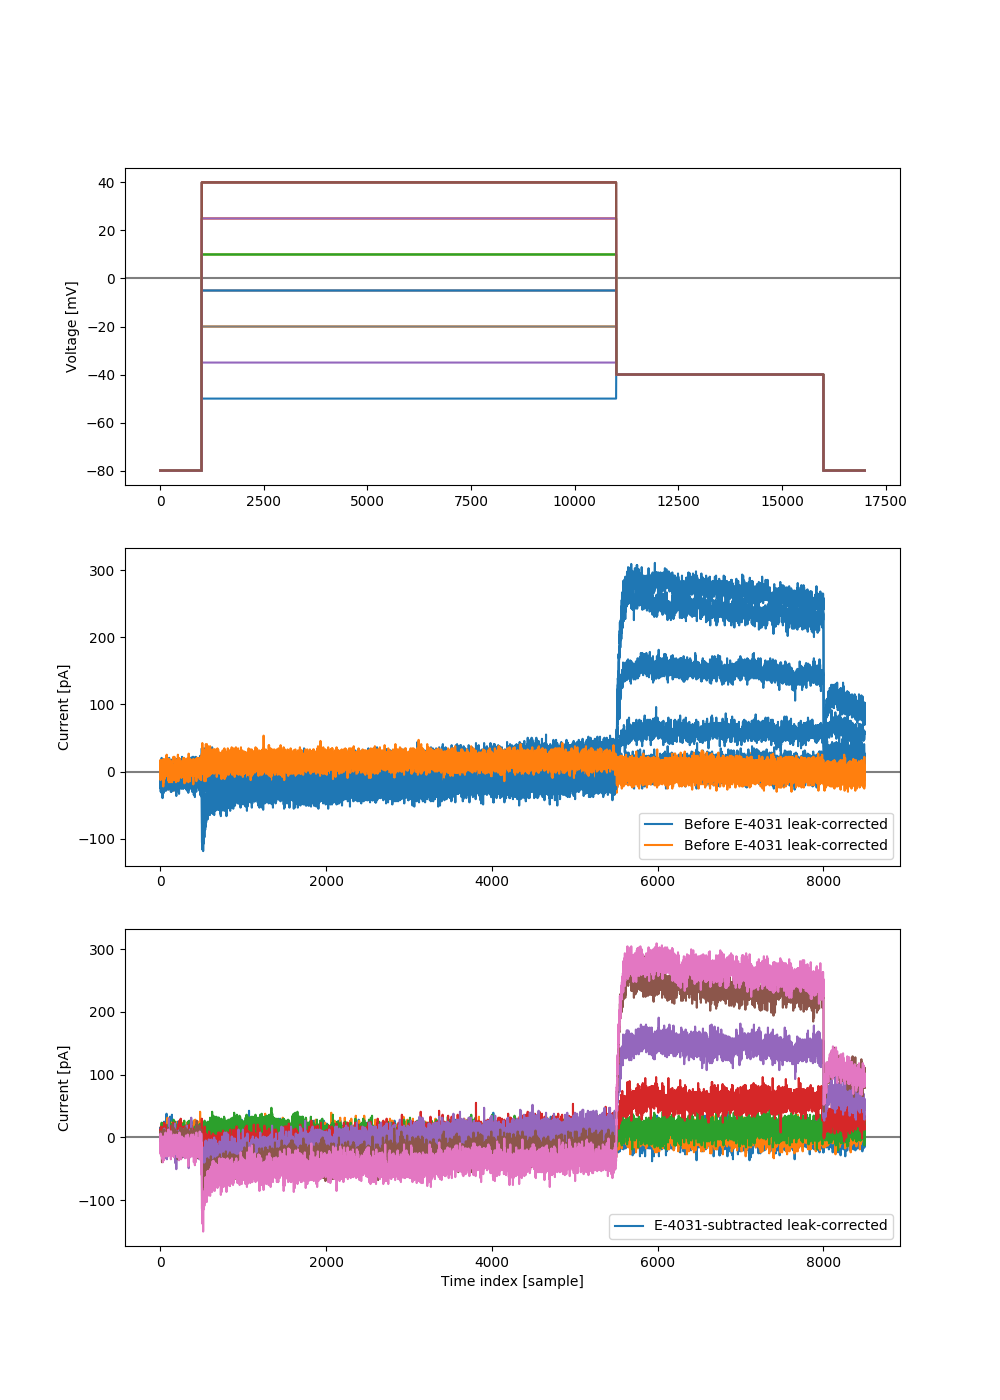 40
20
0
−20
−40
−60
−80
Voltage [mV]
0 2500 5000 7500 10000 12500 15000 17500
300
200
100
0
−100
Current [pA]
Before E-4031 leak-corrected
Before E-4031 leak-corrected
0 2000 4000 6000 8000
300
200
100
0
−100
Current [pA]
E-4031-subtracted leak-corrected
0 2000 4000 6000 8000
Time index [sample]